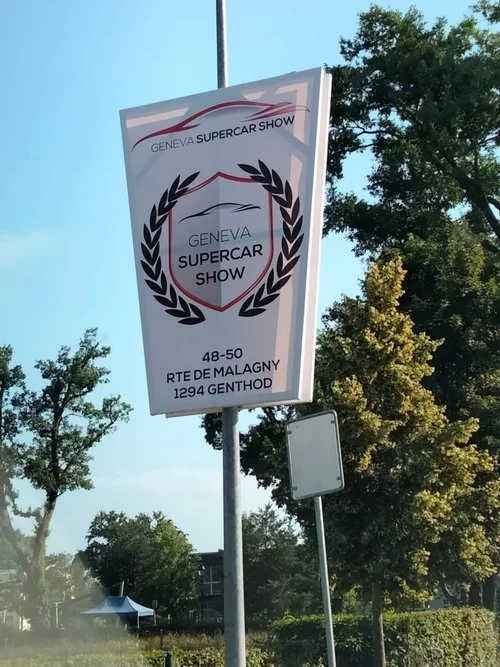 GENEVA SUPERCAR SHOW
GENEVA
SUPERCAR
SHOW
48-50
RTE DE MALAGNY
1294 GENTHOD